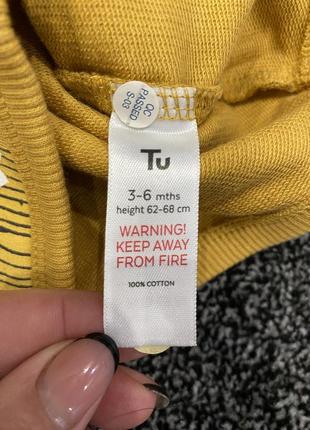 QC
PASSED
S-03
Tu
3-6 mths
height 62-68 cm
WARNING!
KEEP AWAY
FROM FIRE
100% COTTON